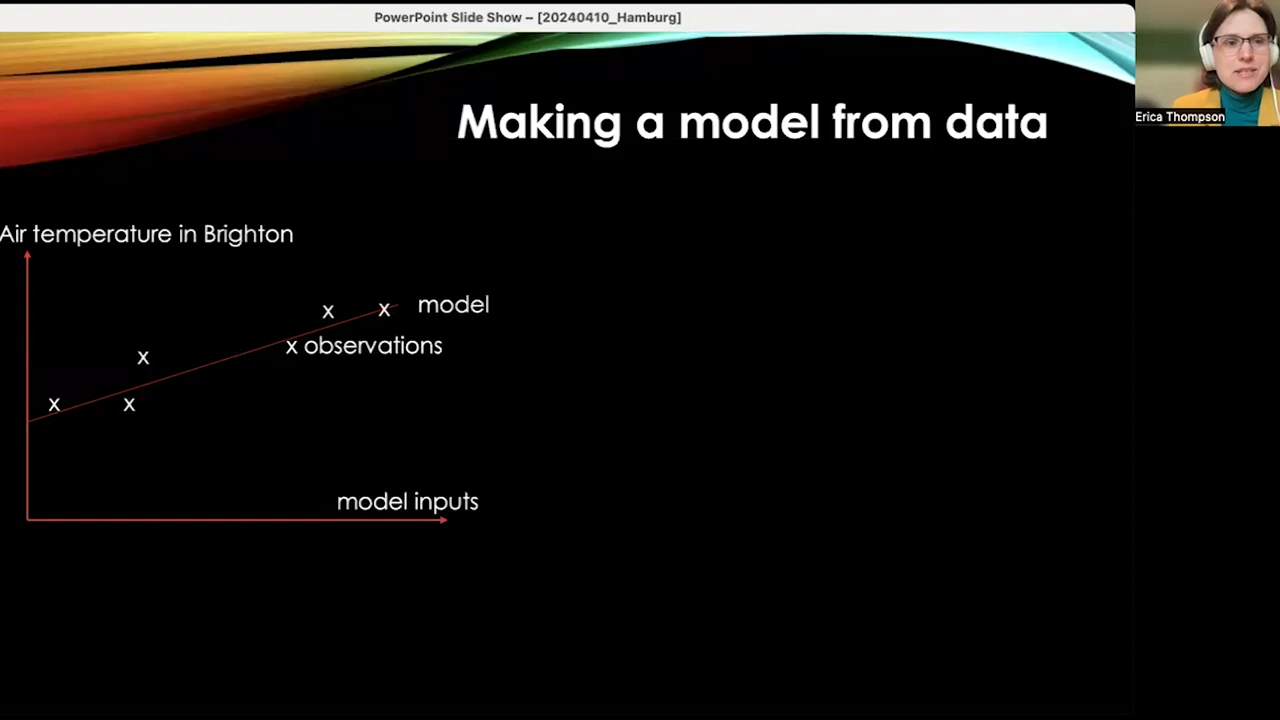 PowerPoint Slide Show – [20240410_Hamburg]
Erica Thompson
Making a model from data
Air temperature in Brighton
x
x
model
x observations
x
x
x
model inputs